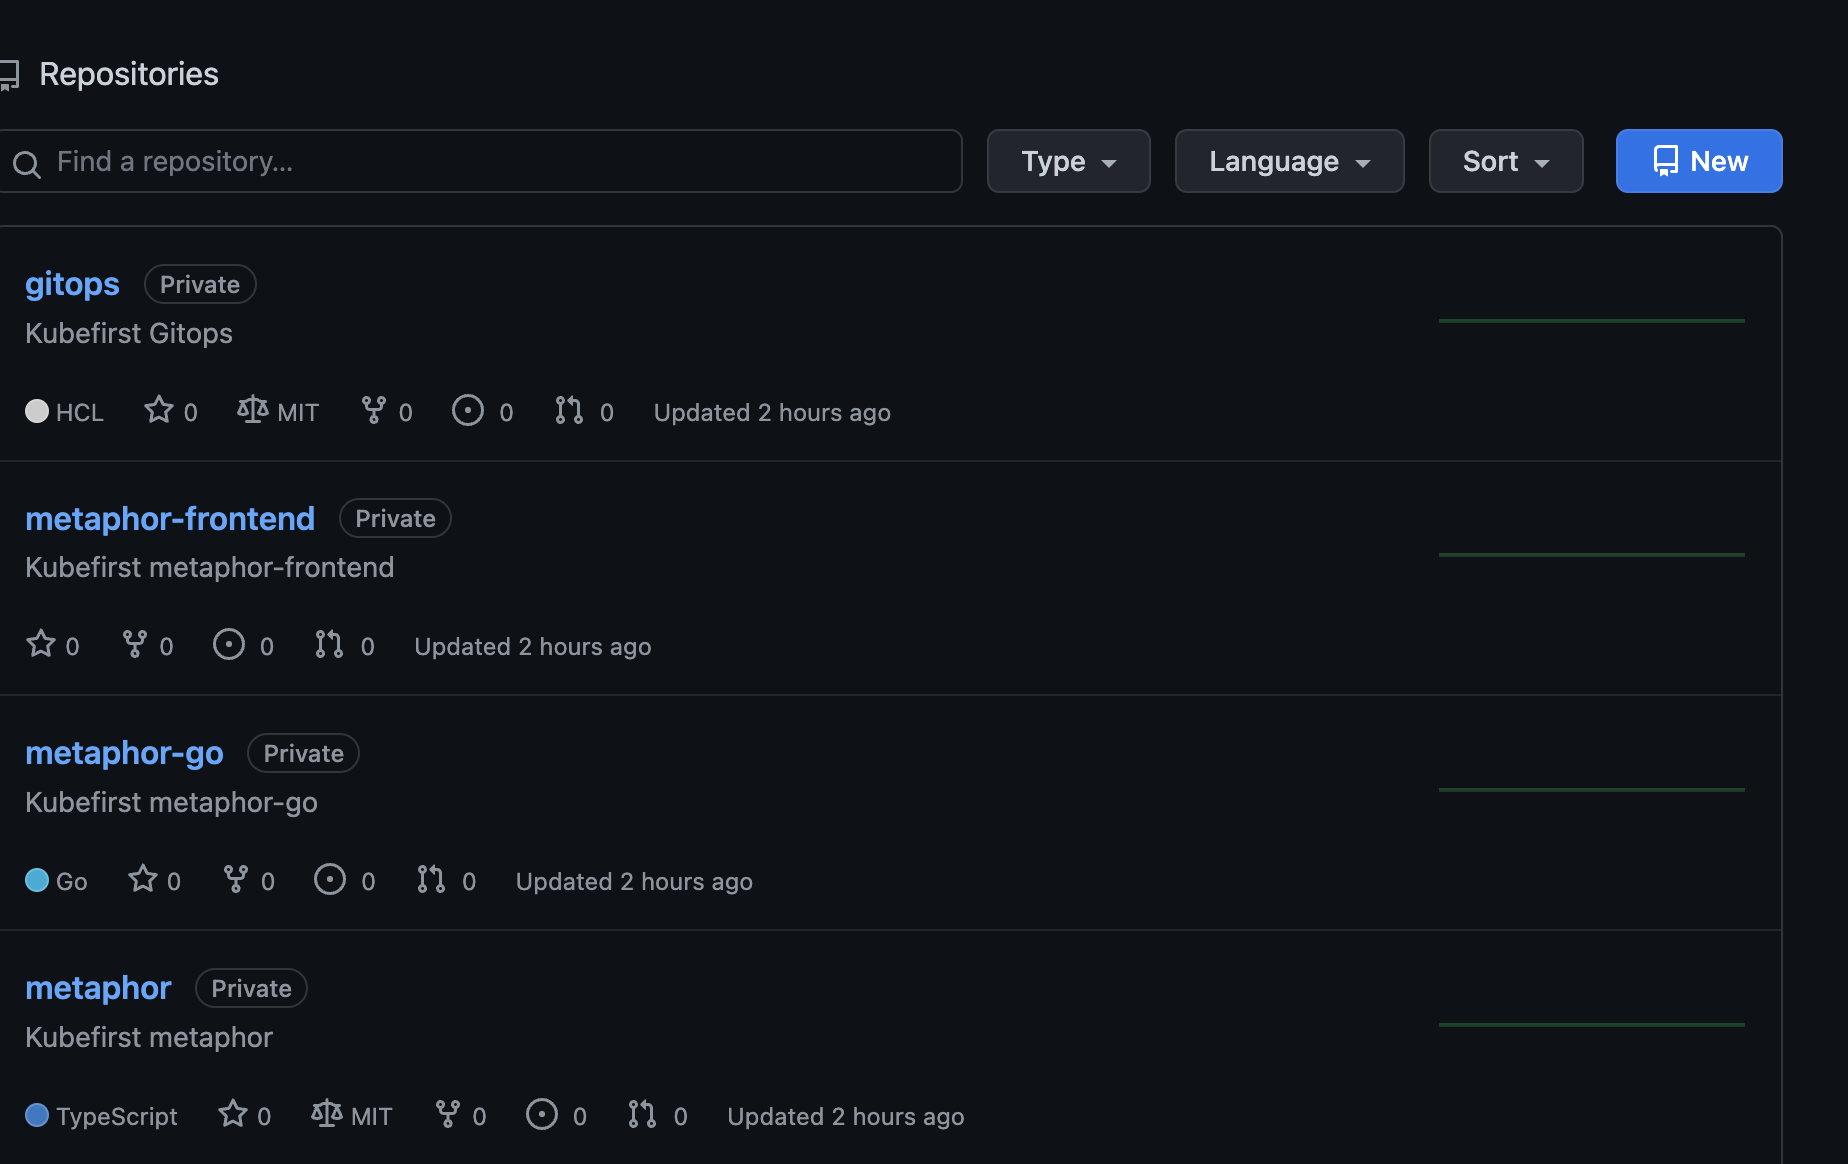 Repositories
Find a repository... Type Language Sort New
gitops Private
Kubefirst Gitops
HCL 0 MIT 0 0 0 Updated 2 hours ago
metaphor-frontend Private
Kubefirst metaphor-frontend
0 0 0 0 Updated 2 hours ago
metaphor-go Private
Kubefirst metaphor-go
Go 0 0 0 0 Updated 2 hours ago
metaphor Private
Kubefirst metaphor
TypeScript 0 MIT 0 0 0 Updated 2 hours ago